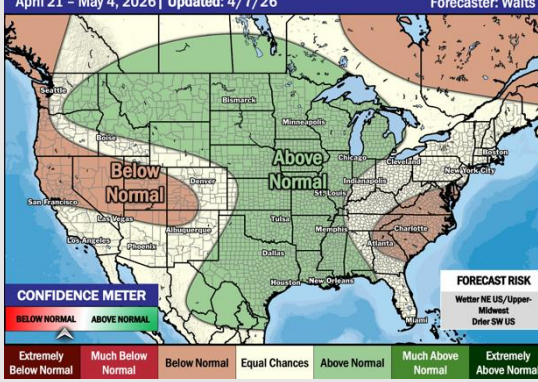 April 21 – May 4, 2026 | Updated: 4/7/26
Forecaster: Walts
Seattle
Bismarck
Minneapolis
Boise
Below
Normal
Above
Normal
Chicago
Cleveland
Boston
New York City
Denver
Indianapolis
St. Louis
San Francisco
Las Vegas
Los Angeles
Phoenix
Albuquerque
Tulsa
Memphis
Charlotte
Atlanta
Dallas
Houston
New Orleans
Miami
CONFIDENCE METER
BELOW NORMAL
ABOVE NORMAL
FORECAST RISK
Wetter NE US/Upper-
Midwest
Drier SW US
Extremely
Below Normal
Much Below
Normal
Below Normal
Equal Chances
Above Normal
Much Above
Normal
Extremely
Above Normal